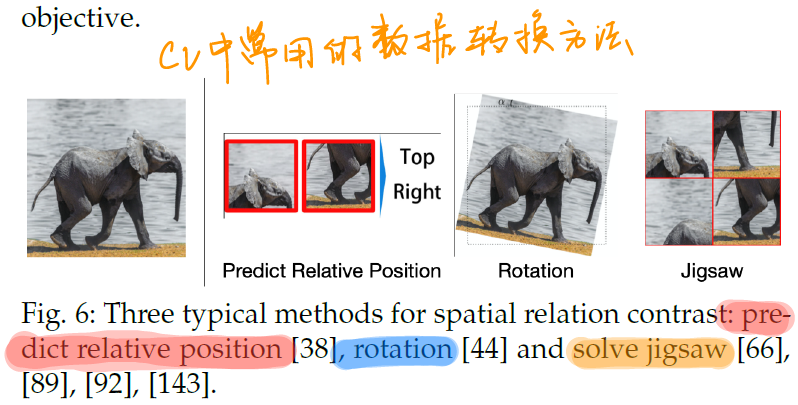 objective.
CV中常用的数据转换方法
Top
Right
Predict Relative Position
Rotation
Jigsaw
Fig. 6: Three typical methods for spatial relation contrast: pre-
dict relative position [38], rotation [44] and solve jigsaw [66],
[89], [92], [143].